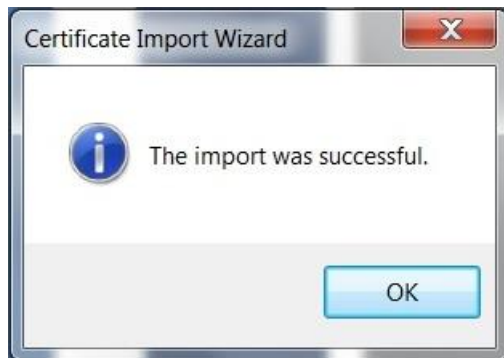 Certificate Import Wizard
The import was successful.
OK